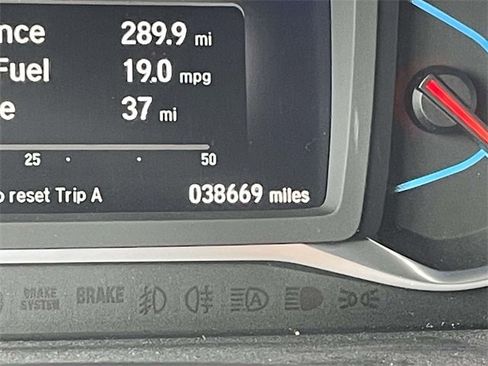 nce 289.9 mi
Fuel 19.0 mpg
e 37 mi
25 50
o reset Trip A 038669 miles
BRAKE SYSTEM BRAKE A